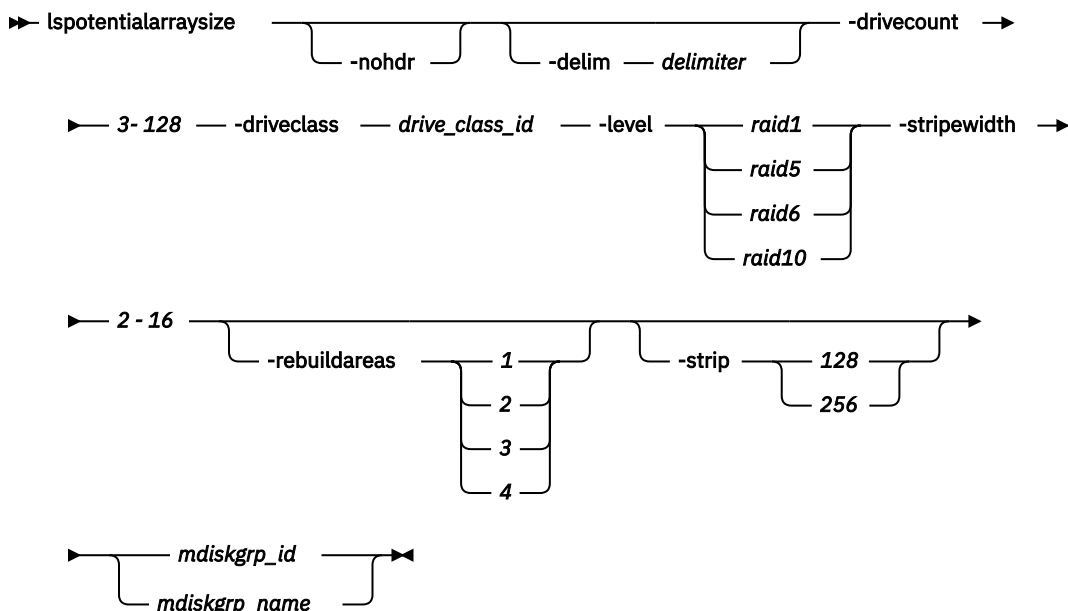 lspotentialarraysize -drivecount
-nohdr -delim delimiter
3- 128 -driveclass drive_class_id -level raid1 -stripewidth
raid5
raid6
raid10
2 - 16
-rebuildareas 1 -strip 128
2 256
3
4
mdiskgrp_id
mdiskgrp_name